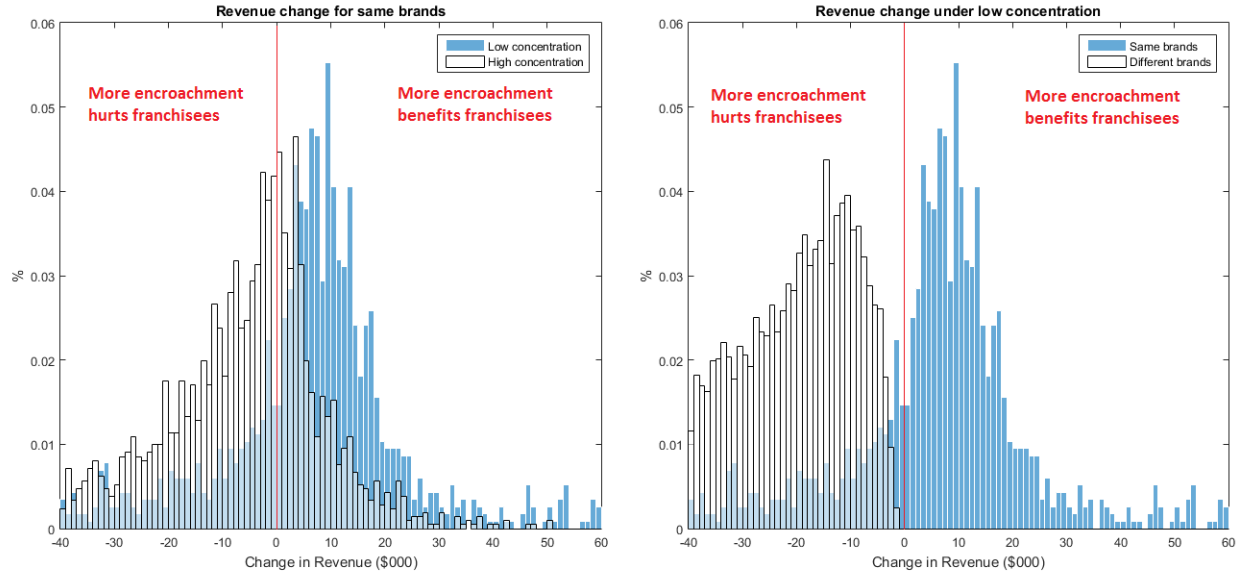 Revenue change for same brands
0.06
0.05
0.04
0.03
0.02
0.01
0
%
Low concentration
High concentration
More encroachment
hurts franchisees
More encroachment
benefits franchisees
-40 -30 -20 -10 0 10 20 30 40 50 60
Change in Revenue ($000)
Revenue change under low concentration
0.06
0.05
0.04
0.03
0.02
0.01
0
%
Same brands
Different brands
More encroachment
hurts franchisees
More encroachment
benefits franchisees
-40 -30 -20 -10 0 10 20 30 40 50 60
Change in Revenue ($000)